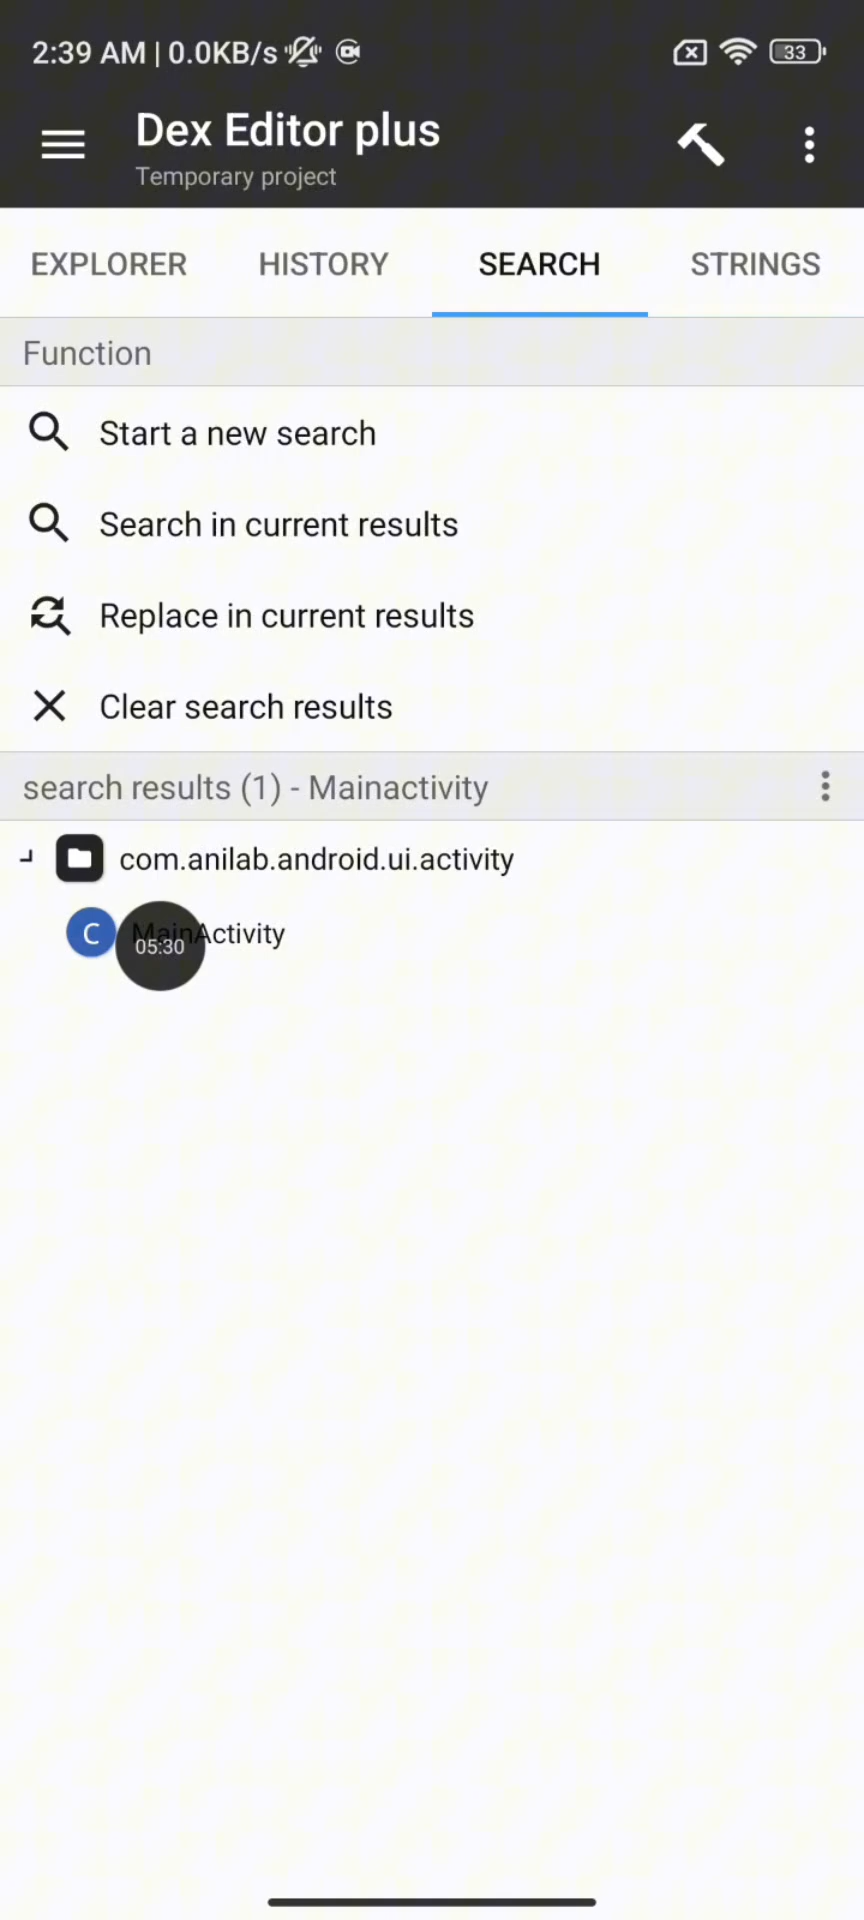 2:39 AM | 0.0KB/s
33
Dex Editor plus
Temporary project
EXPLORER HISTORY SEARCH STRINGS
Function
Start a new search
Search in current results
Replace in current results
Clear search results
search results (1) - Mainactivity
com.anilab.android.ui.activity
C MainActivity
05:30